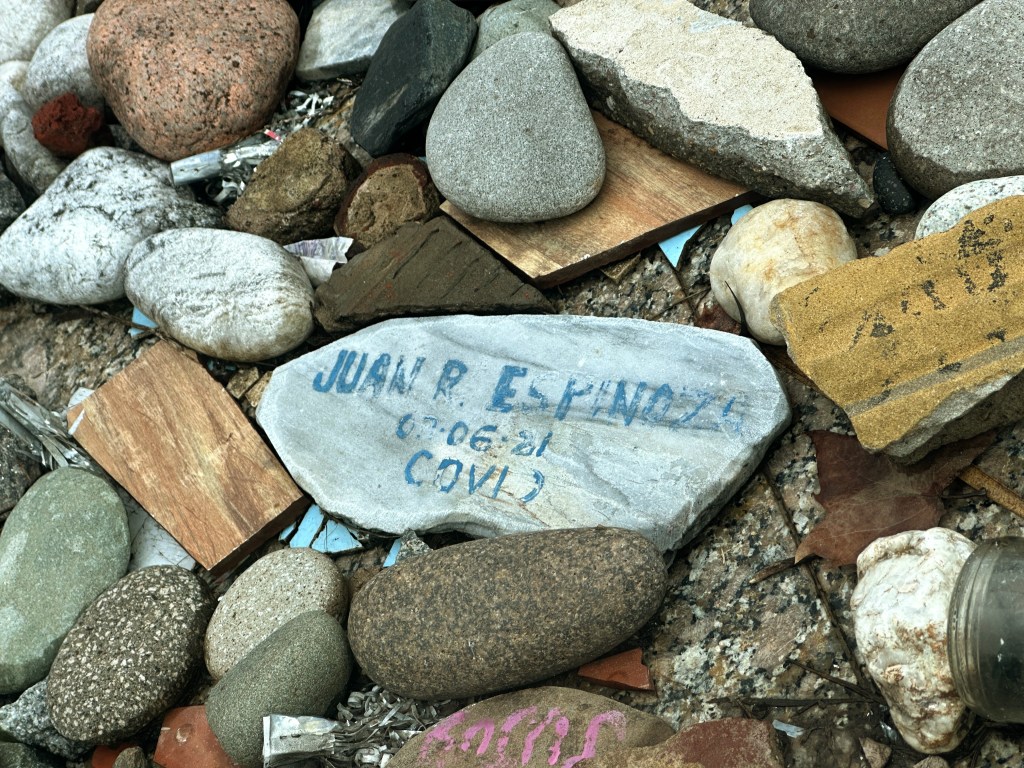 JUAN R. ESPINOZA
07·06·21
COVID